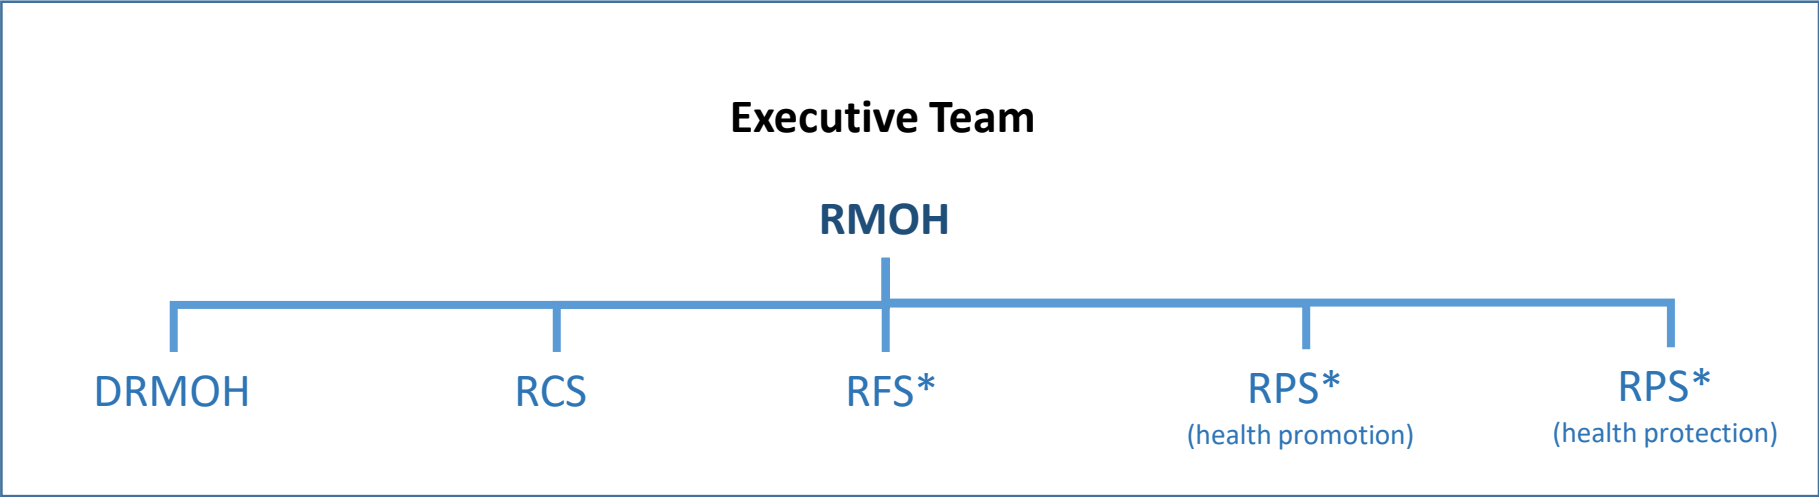 Executive Team
RMOH
DRMOH RCS RFS* RPS* RPS*
(health promotion) (health protection)